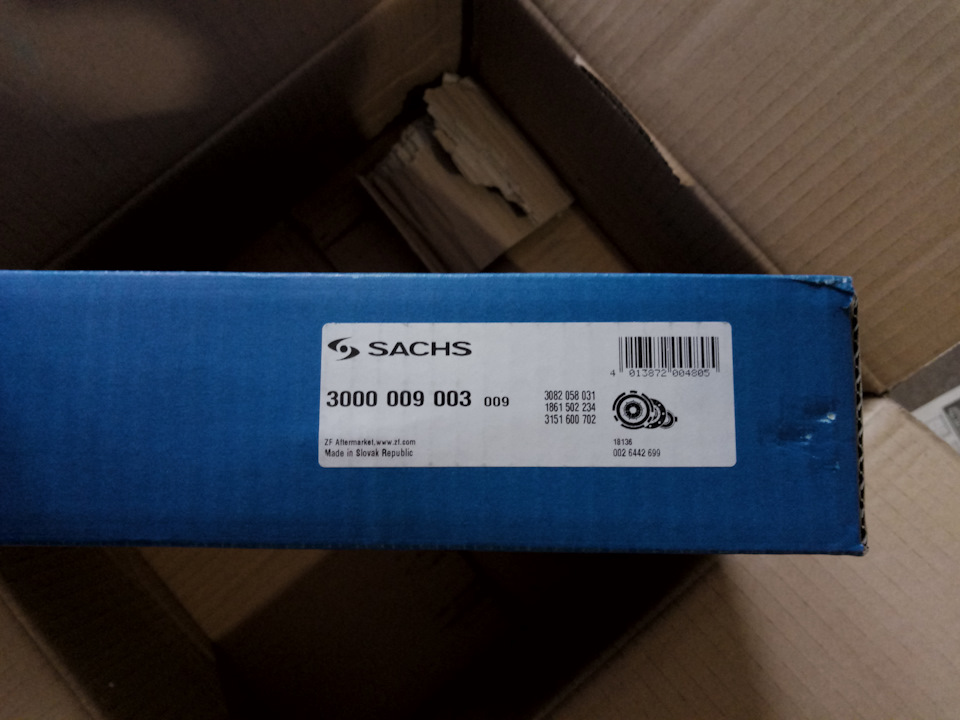 SACHS
4 013872 004805
3000 009 003 009
3082 058 031
1861 502 234
3151 600 702
ZF Aftermarket,www.zf.com
Made in Slovak Republic
18136
002 6442 699